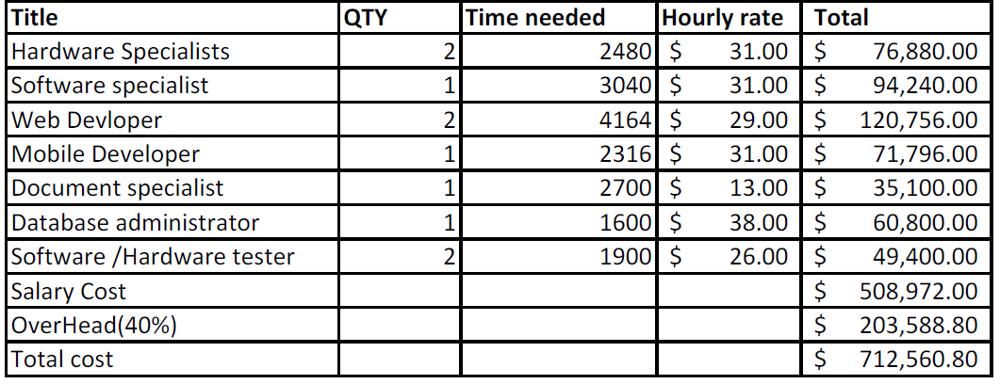 Title QTY Time needed Hourly rate Total
Hardware Specialists 2 2480 $ 31.00 $ 76,880.00
Software specialist 1 3040 $ 31.00 $ 94,240.00
Web Devloper 2 4164 $ 29.00 $ 120,756.00
Mobile Developer 1 2316 $ 31.00 $ 71,796.00
Document specialist 1 2700 $ 13.00 $ 35,100.00
Database administrator 1 1600 $ 38.00 $ 60,800.00
Software /Hardware tester 2 1900 $ 26.00 $ 49,400.00
Salary Cost $ 508,972.00
OverHead(40%) $ 203,588.80
Total cost $ 712,560.80